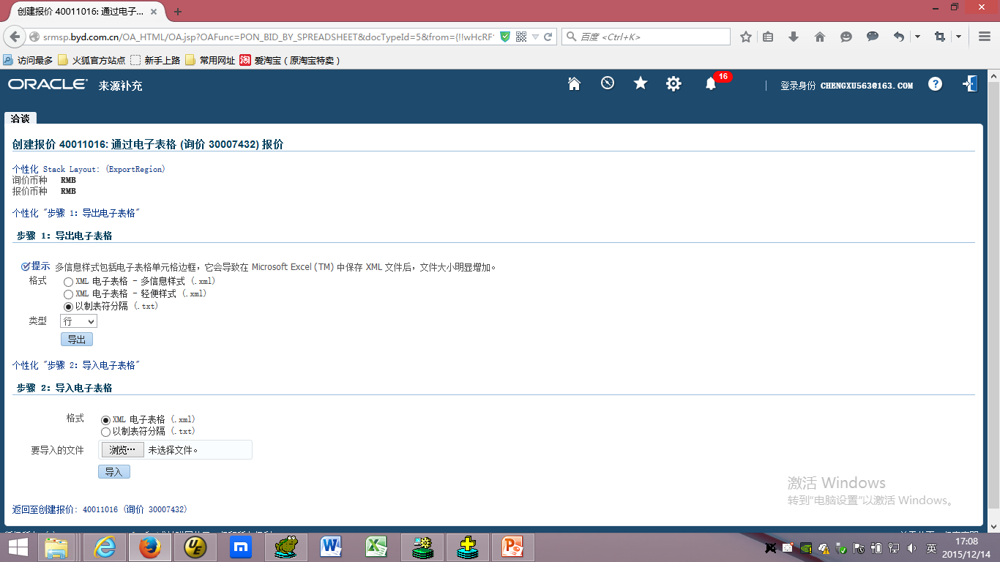 创建报价 40011016: 通过电子... × +
srmsp.byd.com.cn/OA_HTML/OA.jsp?OAFunc=PON_BID_BY_SPREADSHEET&docTypeId=5&from={!!wHcRF 百度 <Ctrl+K>
访问最多 火狐官方站点 新手上路 常用网址 淘 爱淘宝（原淘宝特卖）
ORACLE 来源补充 16 登录身份 CHENGXU563@163.COM
洽谈
创建报价 40011016: 通过电子表格 (询价 30007432) 报价
个性化 Stack Layout: (ExportRegion)
询价币种 RMB
报价币种 RMB
个性化 "步骤 1: 导出电子表格"
步骤 1: 导出电子表格
提示 多信息样式包括电子表格单元格边框，它会导致在 Microsoft Excel (TM) 中保存 XML 文件后，文件大小明显增加。
格式 XML 电子表格 - 多信息样式 (.xml)
XML 电子表格 - 轻便样式 (.xml)
以制表符分隔 (.txt)
类型 行
导出
个性化 "步骤 2: 导入电子表格"
步骤 2: 导入电子表格
格式 XML 电子表格 (.xml)
以制表符分隔 (.txt)
要导入的文件 浏览… 未选择文件。
导入
激活 Windows
转到“电脑设置”以激活 Windows。
返回至创建报价: 40011016 (询价 30007432)
英 17:08
2015/12/14